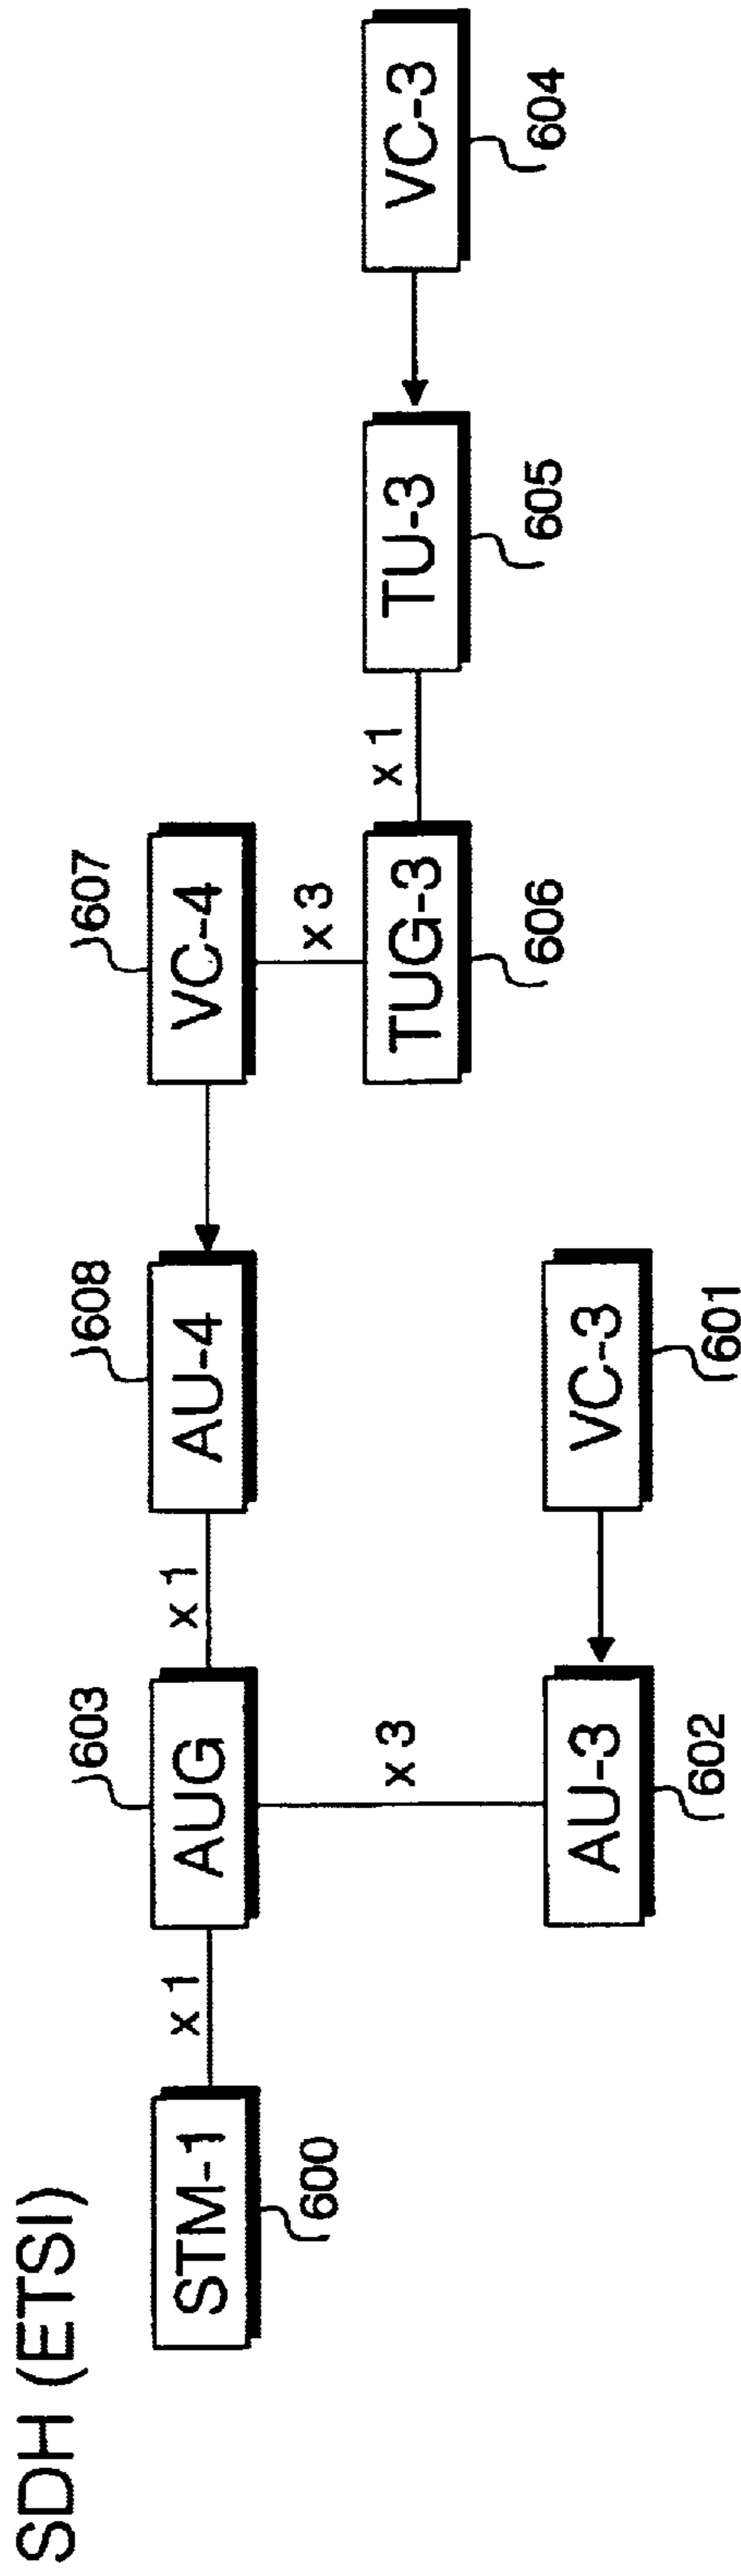 SDH (ETSI)
STM-1
600
x 1
AUG
603
x 1
AU-4
608
VC-4
607
x 3
TUG-3
606
x 1
TU-3
605
VC-3
604
x 3
AU-3
602
VC-3
601